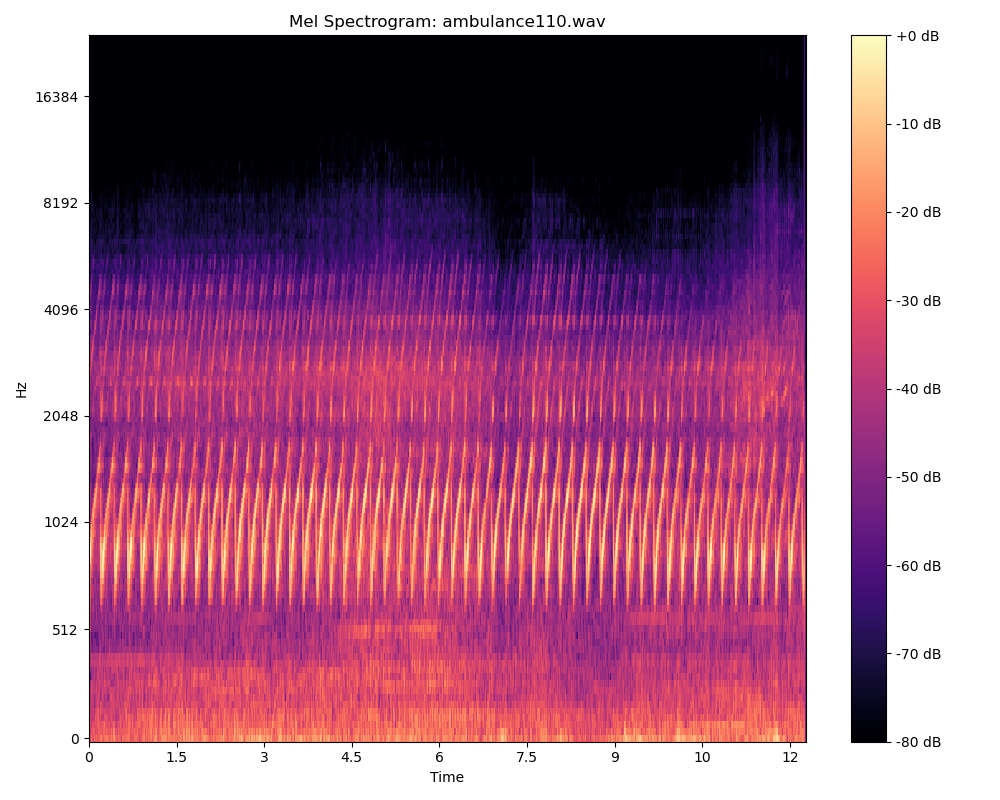 Mel Spectrogram: ambulance110.wav
Hz
16384
8192
4096
2048
1024
512
0
0 1.5 3 4.5 6 7.5 9 10 12
Time
+0 dB
-10 dB
-20 dB
-30 dB
-40 dB
-50 dB
-60 dB
-70 dB
-80 dB